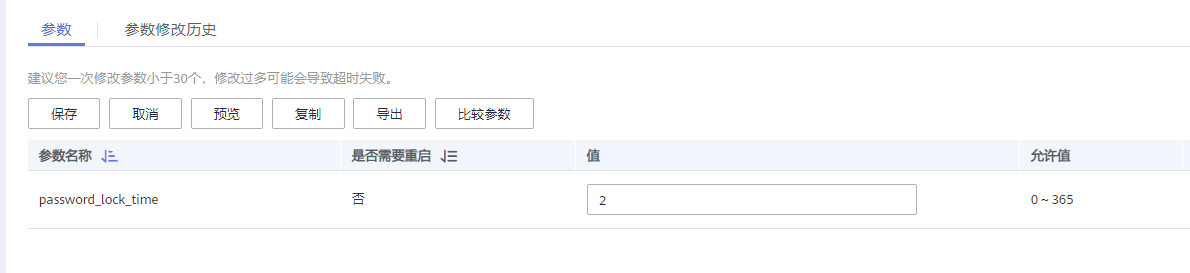 参数 参数修改历史
建议您一次修改参数小于30个，修改过多可能会导致超时失败。
保存 取消 预览 复制 导出 比较参数
参数名称 是否需要重启 值 允许值
password_lock_time 否 2 0 ~ 365